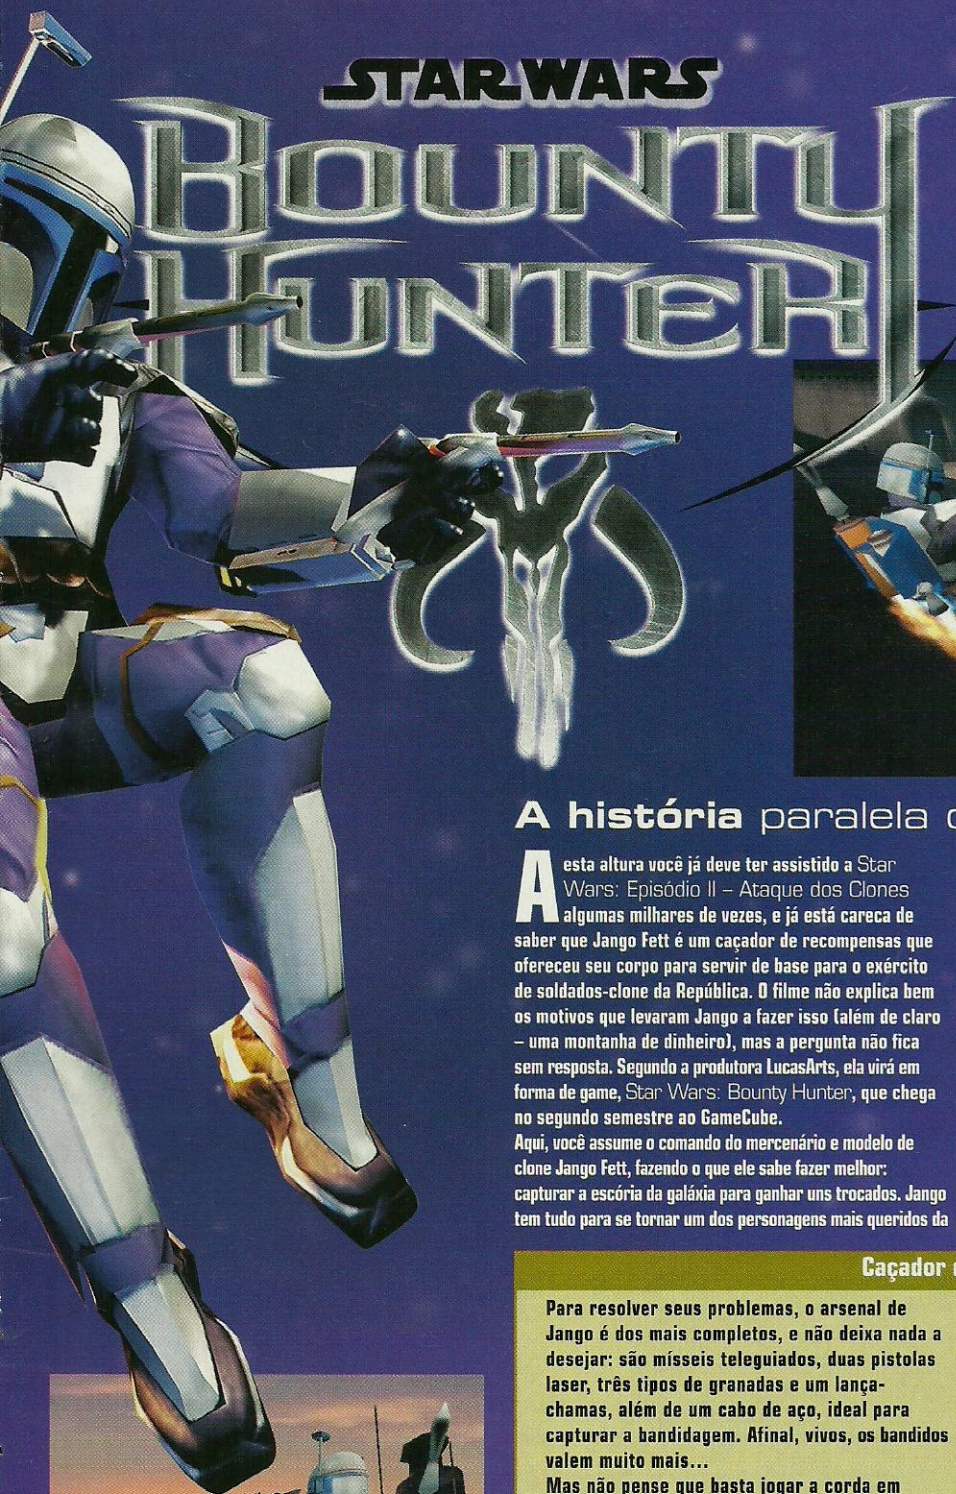 STAR WARS
BOUNTY
HUNTER
A história paralela
A esta altura você já deve ter assistido a Star
Wars: Episódio II – Ataque dos Clones
algumas milhares de vezes, e já está careca de
saber que Jango Fett é um caçador de recompensas que
ofereceu seu corpo para servir de base para o exército
de soldados-clone da República. O filme não explica bem
os motivos que levaram Jango a fazer isso (além de claro
– uma montanha de dinheiro), mas a pergunta não fica
sem resposta. Segundo a produtora LucasArts, ela virá em
forma de game, Star Wars: Bounty Hunter, que chega
no segundo semestre ao GameCube.
Aqui, você assume o comando do mercenário e modelo de
clone Jango Fett, fazendo o que ele sabe fazer melhor:
capturar a escória da galáxia para ganhar uns trocados. Jango
tem tudo para se tornar um dos personagens mais queridos da
Caçador
Para resolver seus problemas, o arsenal de
Jango é dos mais completos, e não deixa nada a
desejar: são mísseis teleguiados, duas pistolas
laser, três tipos de granadas e um lança-
chamas, além de um cabo de aço, ideal para
capturar a bandidagem. Afinal, vivos, os bandidos
valem muito mais...
Mas não pense que basta jogar a corda em